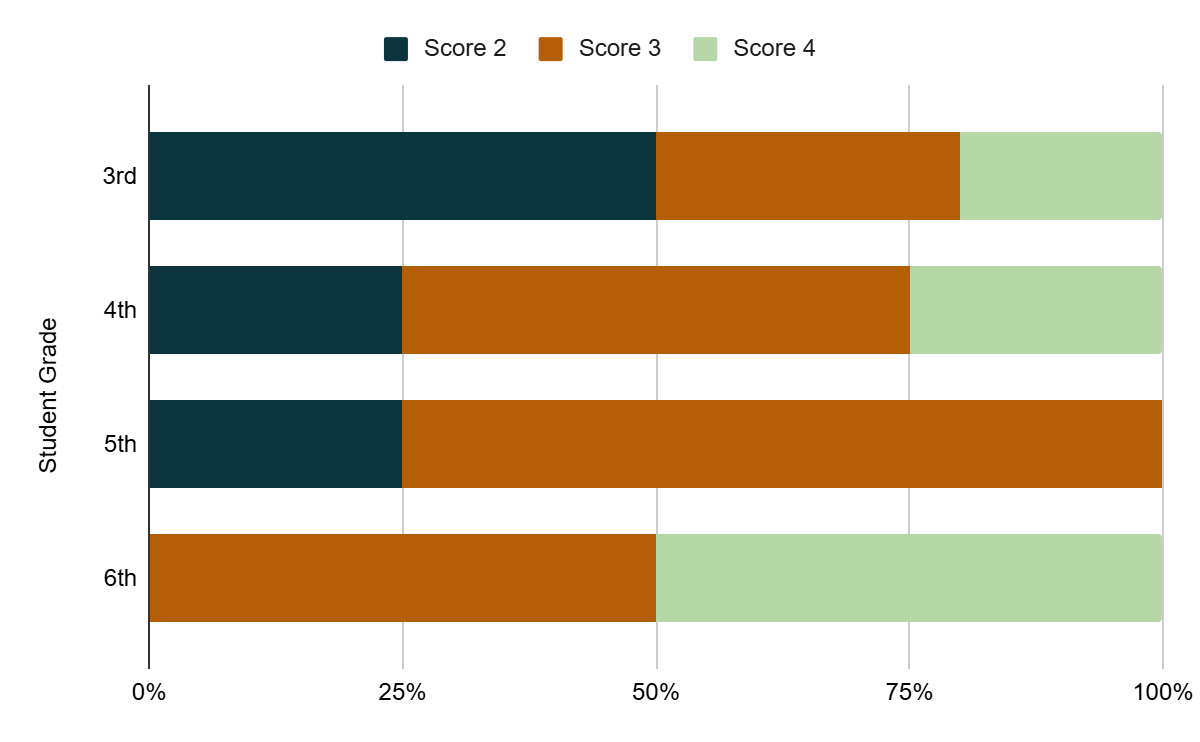 Score 2 Score 3 Score 4
3rd
4th
5th
6th
Student Grade
0% 25% 50% 75% 100%